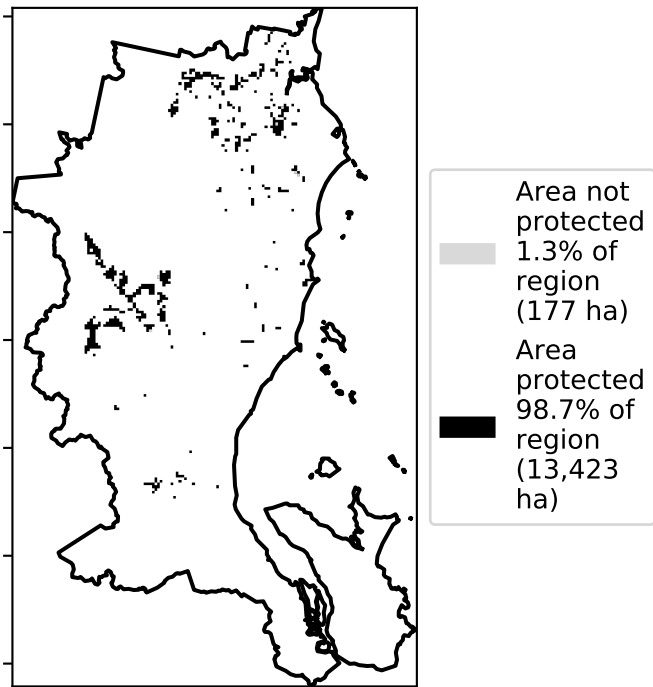 Area not
protected
1.3% of
region
(177 ha)
Area
protected
98.7% of
region
(13,423
ha)